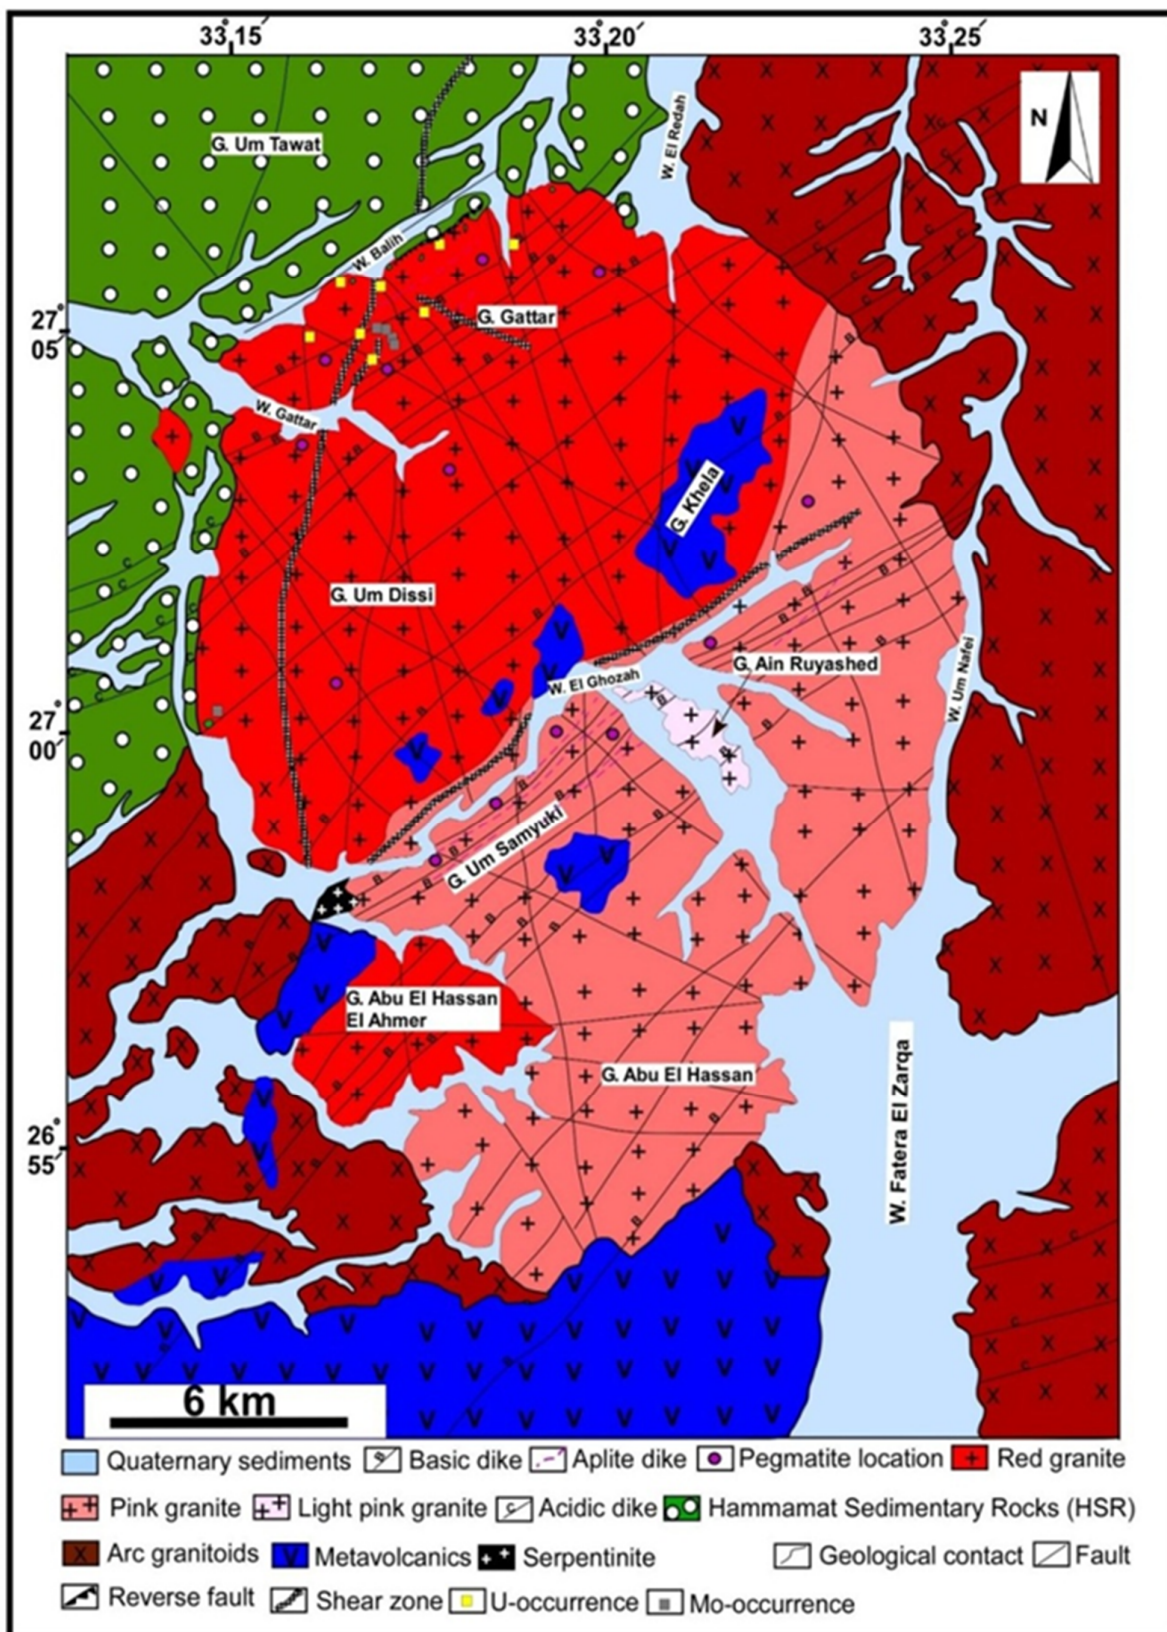 33° 15′ 33° 20′ 33° 25′
N
G. Um Tawat
W. El Redah
W. Balih
27° 05′
G. Gattar
W. Gattar
G. Khela
G. Um Dissi
G. Ain Ruyashed
W. El Ghozah
W. Um Nafei
27° 00′
G. Um Samyuki
G. Abu El Hassan
El Ahmer
G. Abu El Hassan
W. Fatera El Zarqa
26° 55′
6 km
Quaternary sediments Basic dike Aplite dike Pegmatite location Red granite
Pink granite Light pink granite Acidic dike Hammamat Sedimentary Rocks (HSR)
Arc granitoids Metavolcanics Serpentinite Geological contact Fault
Reverse fault Shear zone U-occurrence Mo-occurrence